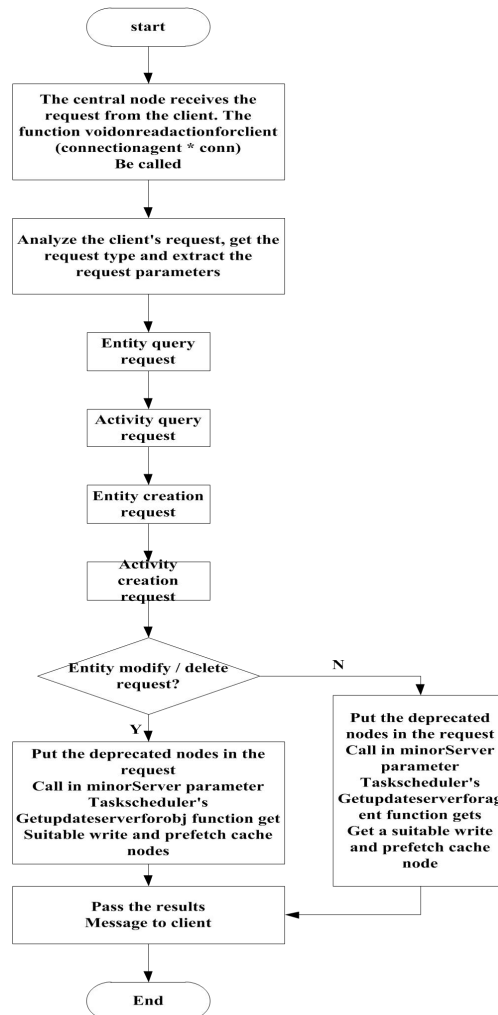 start
The central node receives the
request from the client. The
function voidonreadactionforclient
(connectionagent * conn)
Be called
Analyze the client's request, get the
request type and extract the
request parameters
Entity query
request
Activity query
request
Entity creation
request
Activity
creation
request
Entity modify / delete
request?
N
Y
Put the deprecated nodes in the
request
Call in minorServer parameter
Taskscheduler's
Getupdateserverforobj function get
Suitable write and prefetch cache
nodes
Put the deprecated
nodes in the request
Call in minorServer
parameter
Taskscheduler's
Getupdateserverforag
ent function gets
Get a suitable write
and prefetch cache
node
Pass the results
Message to client
End